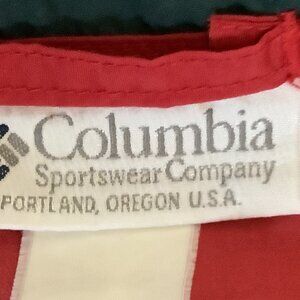 Columbia
Sportswear Company
PORTLAND, OREGON U.S.A.